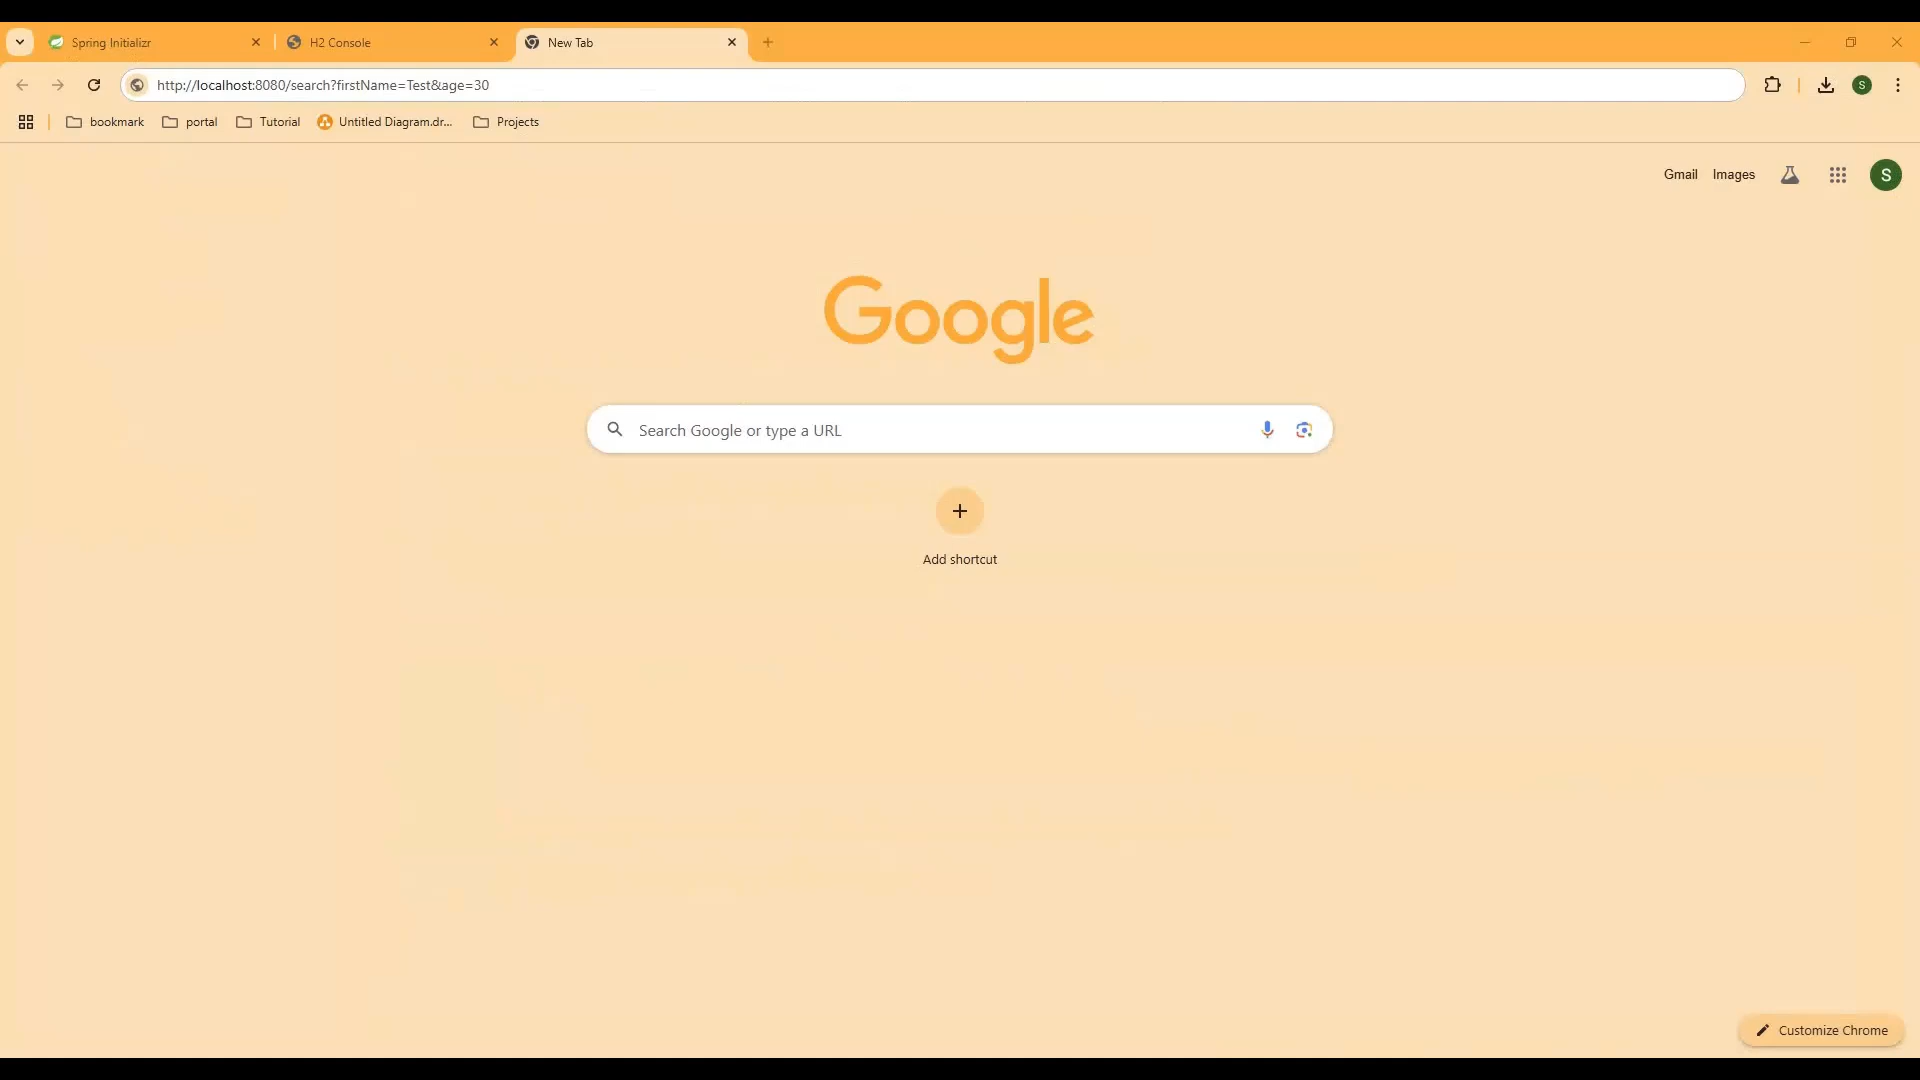 Spring Initializr
H2 Console
New Tab
http://localhost:8080/search?firstName=Test&age=30
S
bookmark
portal
Tutorial
Untitled Diagram.dr...
Projects
Gmail
Images
S
Google
Search Google or type a URL
Add shortcut
Customize Chrome